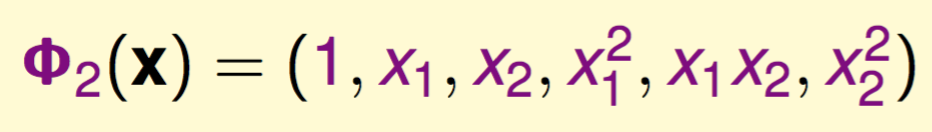 Φ₂(x) = (1, x₁, x₂, x₁², x₁x₂, x₂²)